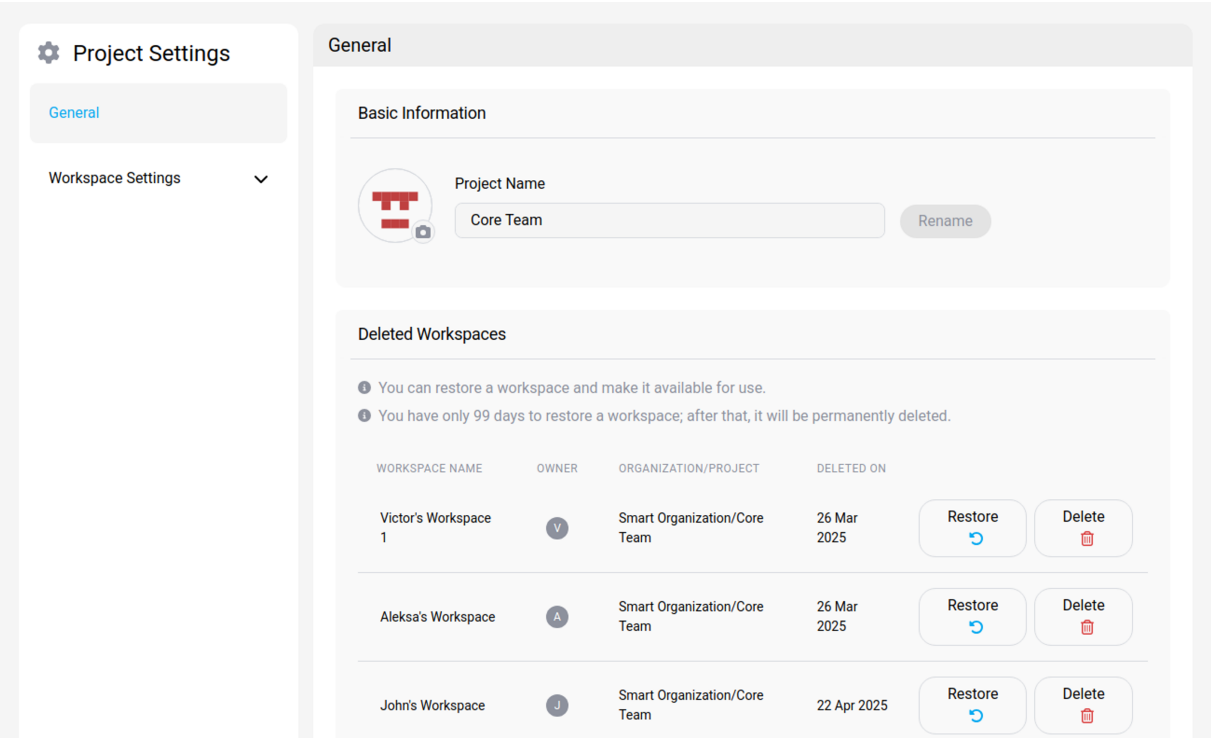 Project Settings
General
Workspace Settings
General
Basic Information
Project Name
Core Team
Rename
Deleted Workspaces
You can restore a workspace and make it available for use.
You have only 99 days to restore a workspace; after that, it will be permanently deleted.
WORKSPACE NAME OWNER ORGANIZATION/PROJECT DELETED ON
Victor's Workspace
1
V
Smart Organization/Core
Team
26 Mar
2025
Restore
Delete
Aleksa's Workspace
A
Smart Organization/Core
Team
26 Mar
2025
Restore
Delete
John's Workspace
J
Smart Organization/Core
Team
22 Apr 2025
Restore
Delete